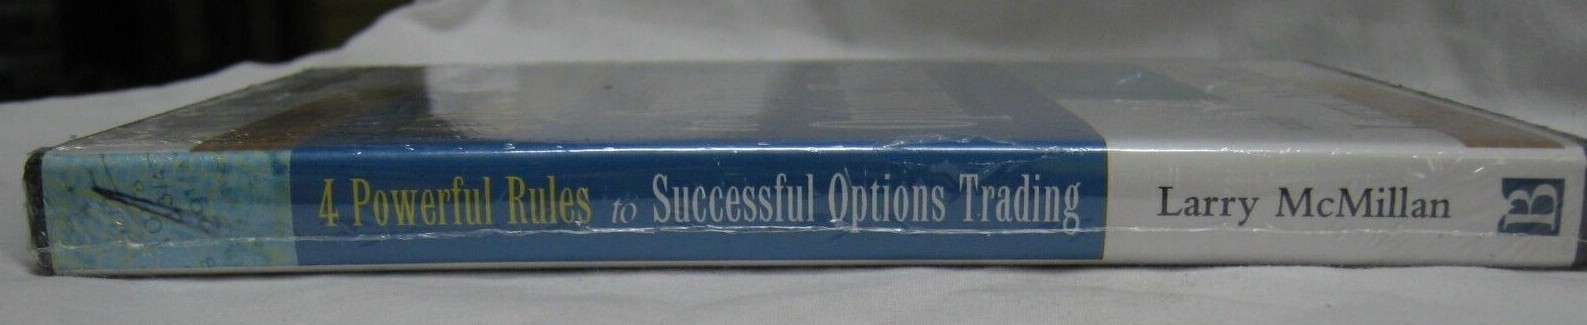 4 Powerful Rules to Successful Options Trading Larry McMillan B